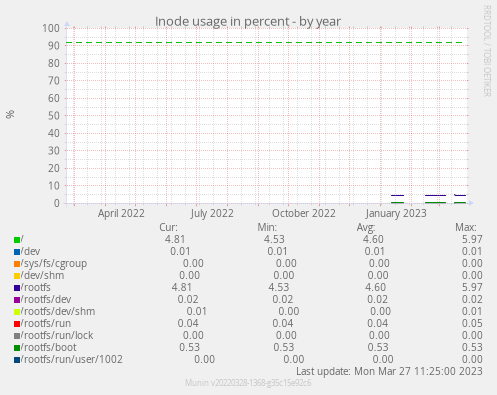 Inode usage in percent - by year
RRDTOOL / TOBI OETIKER
%
100
90
80
70
60
50
40
30
20
10
0
April 2022 July 2022 October 2022 January 2023
Cur: Min: Avg: Max:
/ 4.81 4.53 4.60 5.97
/dev 0.01 0.01 0.01 0.01
/sys/fs/cgroup 0.00 0.00 0.00 0.00
/dev/shm 0.00 0.00 0.00 0.00
/rootfs 4.81 4.53 4.60 5.97
/rootfs/dev 0.02 0.02 0.02 0.02
/rootfs/dev/shm 0.01 0.00 0.00 0.01
/rootfs/run 0.04 0.04 0.04 0.05
/rootfs/run/lock 0.00 0.00 0.00 0.00
/rootfs/boot 0.53 0.53 0.53 0.53
/rootfs/run/user/1002 0.00 0.00 0.00 0.00
Last update: Mon Mar 27 11:25:00 2023
Munin v20220328-1368-g35c15e92c6